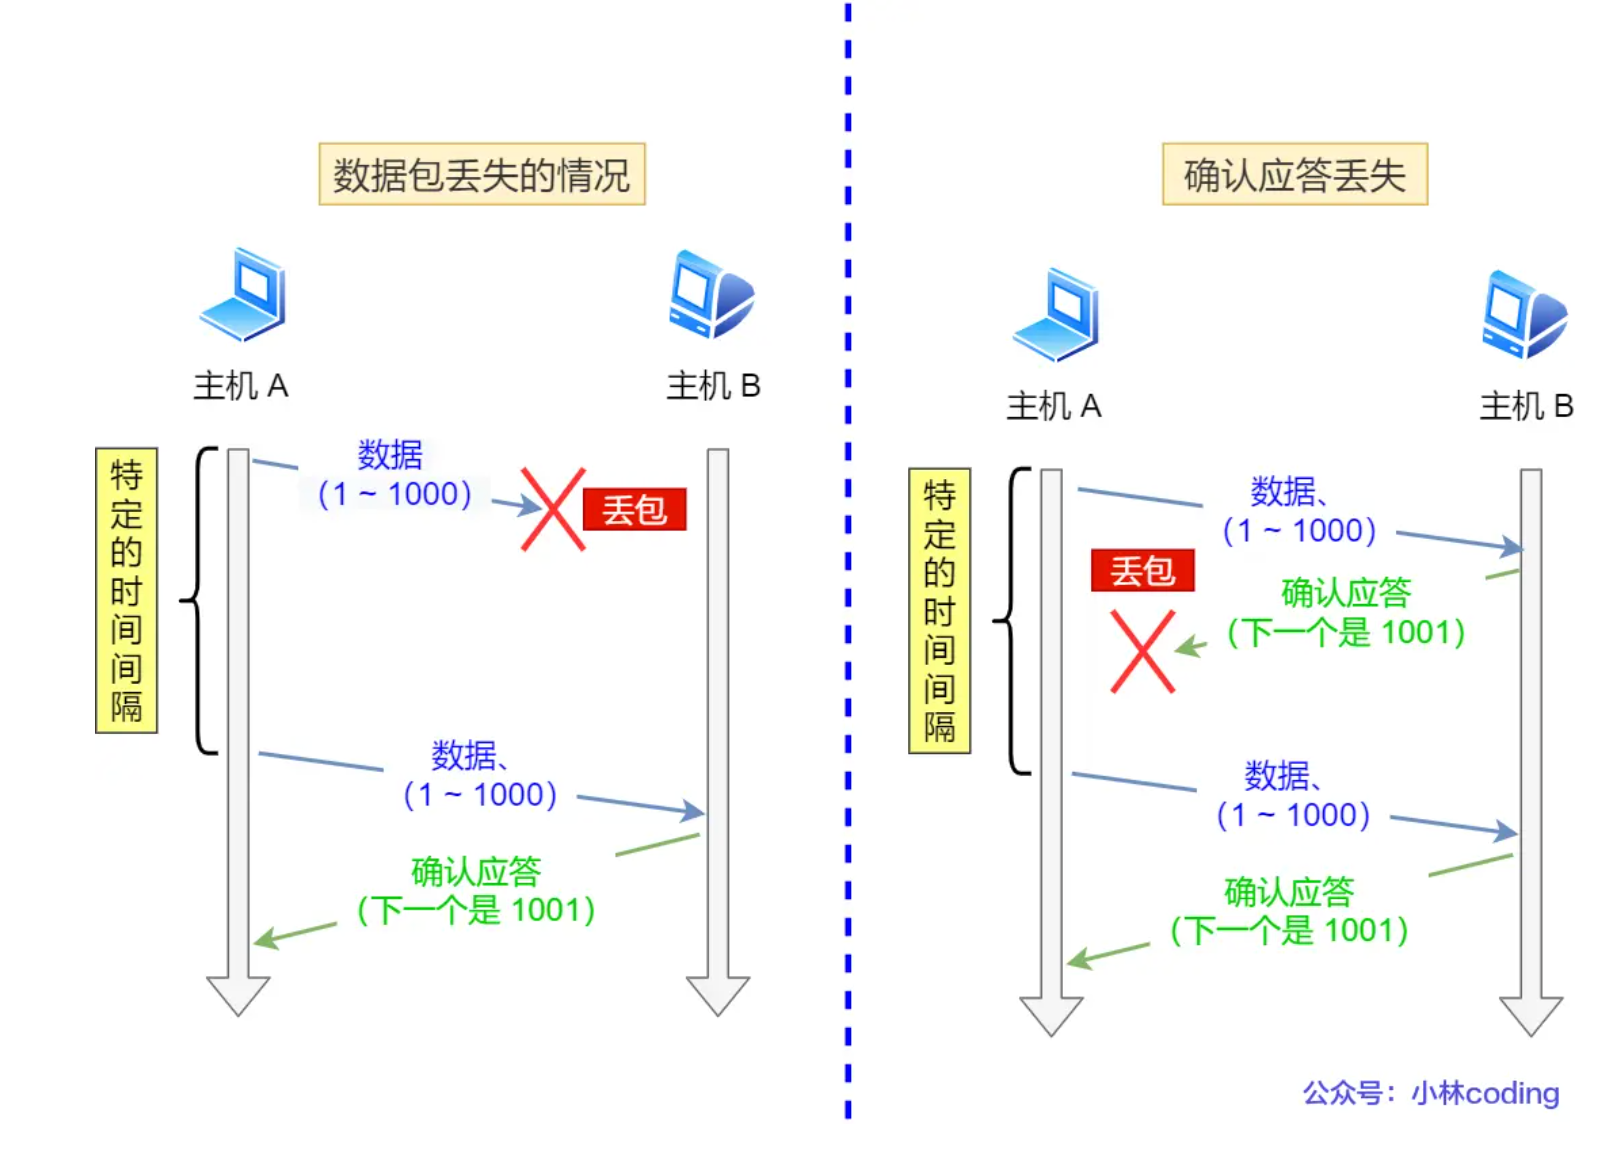 数据包丢失的情况
主机 A
主机 B
特定的时间间隔
数据
（1 ~ 1000）
丢包
数据、
（1 ~ 1000）
确认应答
（下一个是 1001）
确认应答丢失
主机 A
主机 B
特定的时间间隔
数据、
（1 ~ 1000）
丢包
确认应答
（下一个是 1001）
数据、
（1 ~ 1000）
确认应答
（下一个是 1001）
公众号：小林coding